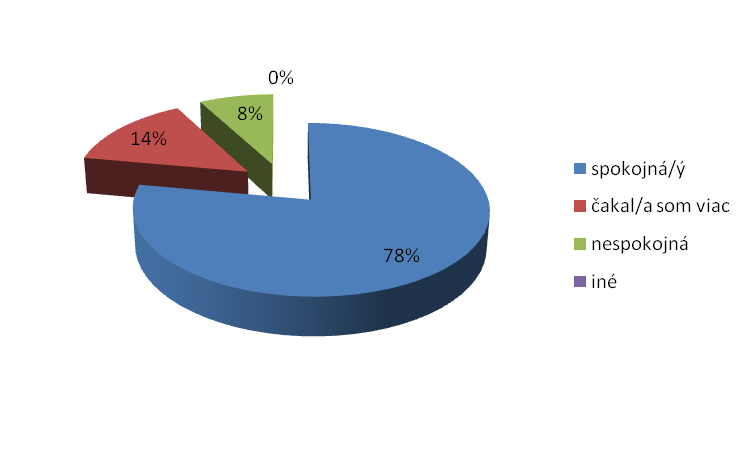 0%
8%
14%
78%
spokojná/ý
čakal/a som viac
nespokojná
iné